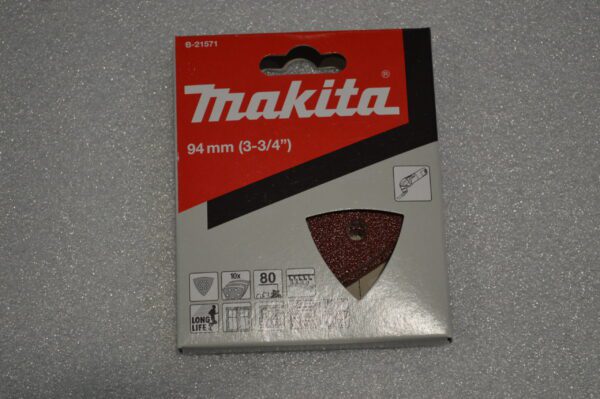 B-21571
makita®
94 mm (3-3/4")
10x
80
LONG
LIFE